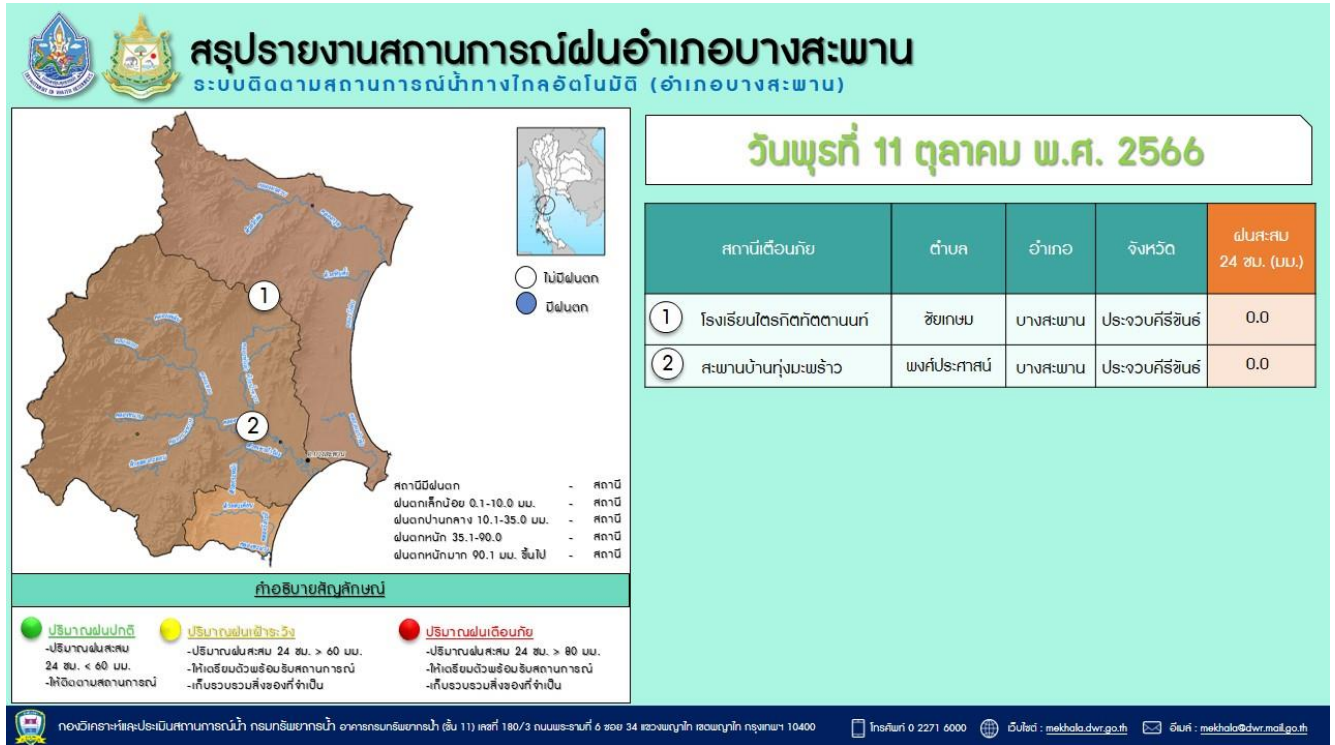 สรุปรายงานสถานการณ์ฝนอำเภอบางสะพาน
ระบบติดตามสถานการณ์น้ำทางไกลอัตโนมัติ (อำเภอบางสะพาน)
วันพุธที่ 11 ตุลาคม พ.ศ. 2566
ไม่มีฝนตก
มีฝนตก
1
2
อ.บางสะพาน
สถานีมีฝนตก - สถานี
ฝนตกเล็กน้อย 0.1-10.0 มม. - สถานี
ฝนตกปานกลาง 10.1-35.0 มม. - สถานี
ฝนตกหนัก 35.1-90.0 - สถานี
ฝนตกหนักมาก 90.1 มม. ขึ้นไป - สถานี
สถานีเตือนภัย ตำบล อำเภอ จังหวัด ฝนสะสม
24 ชม. (มม.)
1 โรงเรียนไตรกิตทัตตานนท์ ชัยเกษม บางสะพาน ประจวบคีรีขันธ์ 0.0
2 สะพานบ้านทุ่งมะพร้าว พงศ์ประศาสน์ บางสะพาน ประจวบคีรีขันธ์ 0.0
คำอธิบายสัญลักษณ์
ปริมาณฝนปกติ
-ปริมาณฝนสะสม
24 ชม. < 60 มม.
-ให้ติดตามสถานการณ์
ปริมาณฝนเฝ้าระวัง
-ปริมาณฝนสะสม 24 ชม. > 60 มม.
-ให้เตรียมตัวพร้อมรับสถานการณ์
-เก็บรวบรวมสิ่งของที่จำเป็น
ปริมาณฝนเตือนภัย
-ปริมาณฝนสะสม 24 ชม. > 80 มม.
-ให้เตรียมตัวพร้อมรับสถานการณ์
-เก็บรวบรวมสิ่งของที่จำเป็น
กองวิเคราะห์และประเมินสถานการณ์น้ำ กรมทรัพยากรน้ำ อาคารกรมทรัพยากรน้ำ (ชั้น 11) เลขที่ 180/3 ถนนพระรามที่ 6 ซอย 34 แขวงพญาไท เขตพญาไท กรุงเทพฯ 10400 โทรศัพท์ 0 2271 6000 เว็บไซต์ : mekhala.dwr.go.th อีเมล์ : mekhala@dwr.mail.go.th